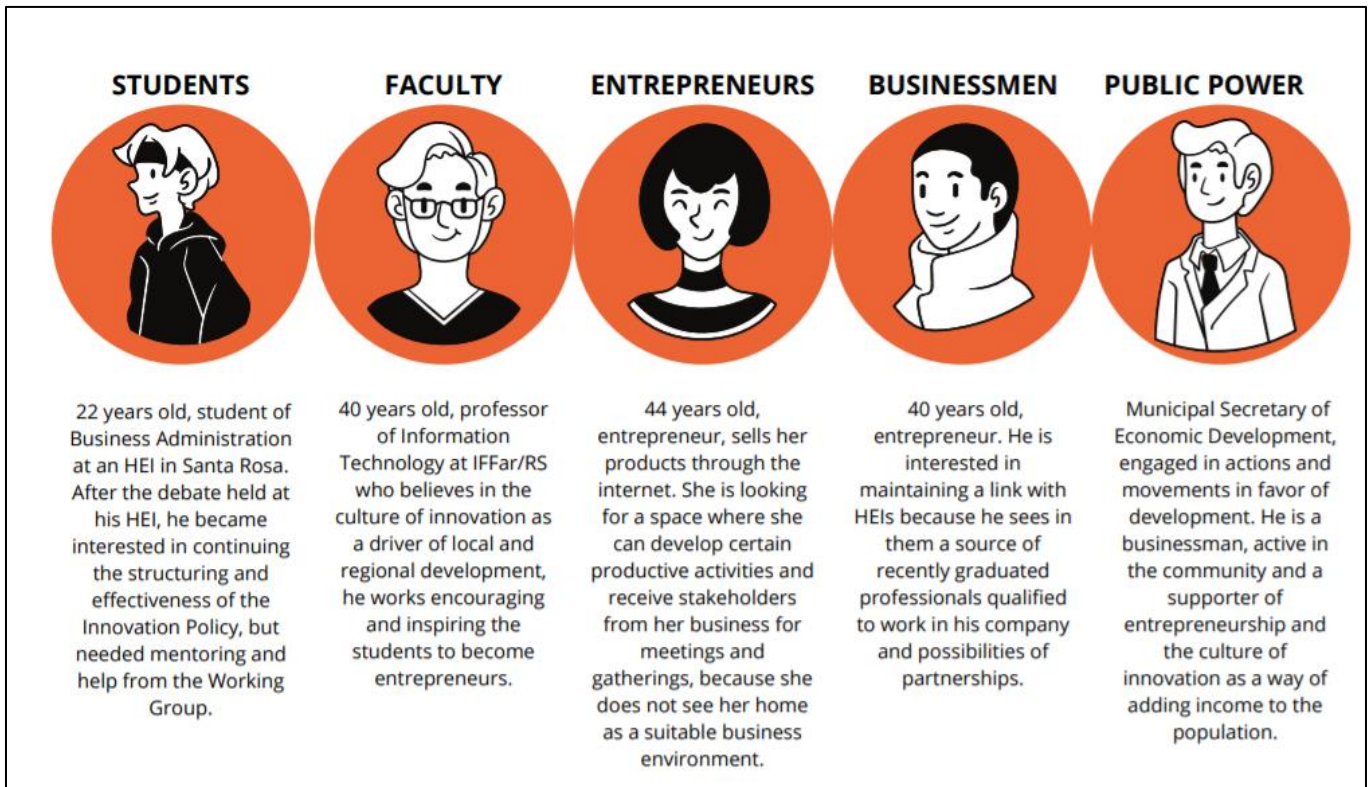 STUDENTS
22 years old, student of
Business Administration
at an HEI in Santa Rosa.
After the debate held at
his HEI, he became
interested in continuing
the structuring and
effectiveness of the
Innovation Policy, but
needed mentoring and
help from the Working
Group.
FACULTY
40 years old, professor
of Information
Technology at IFFar/RS
who believes in the
culture of innovation as
a driver of local and
regional development,
he works encouraging
and inspiring the
students to become
entrepreneurs.
ENTREPRENEURS
44 years old,
entrepreneur, sells her
products through the
internet. She is looking
for a space where she
can develop certain
productive activities and
receive stakeholders
from her business for
meetings and
gatherings, because she
does not see her home
as a suitable business
environment.
BUSINESSMEN
40 years old,
entrepreneur. He is
interested in
maintaining a link with
HEIs because he sees in
them a source of
recently graduated
professionals qualified
to work in his company
and possibilities of
partnerships.
PUBLIC POWER
Municipal Secretary of
Economic Development,
engaged in actions and
movements in favor of
development. He is a
businessman, active in
the community and a
supporter of
entrepreneurship and
the culture of
innovation as a way of
adding income to the
population.